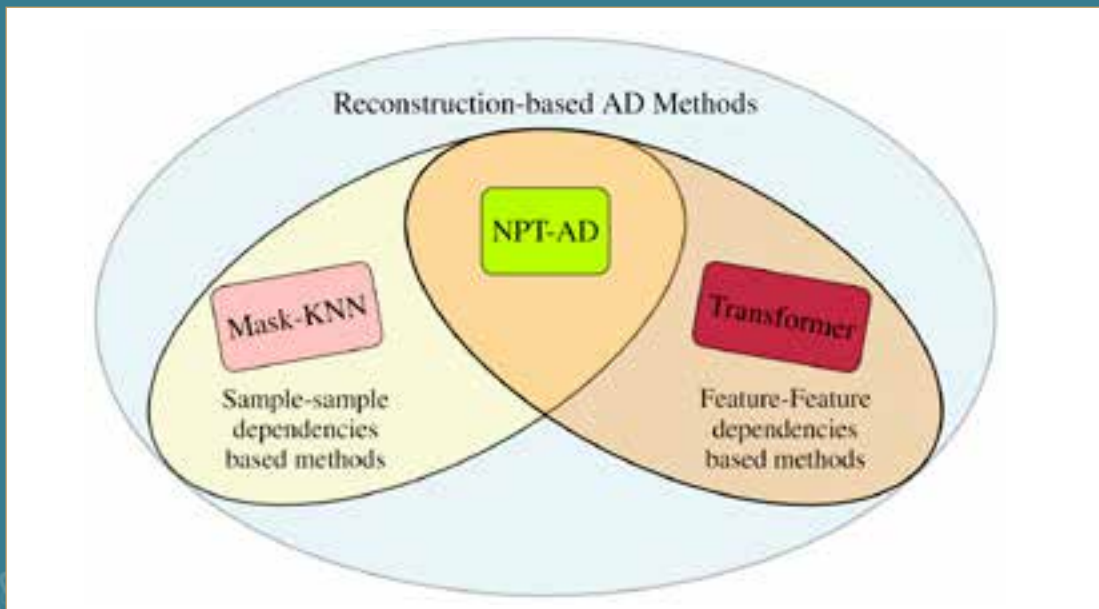 Reconstruction-based AD Methods
NPT-AD
Mask-KNN
Transformer
Sample-sample
dependencies
based methods
Feature-Feature
dependencies
based methods